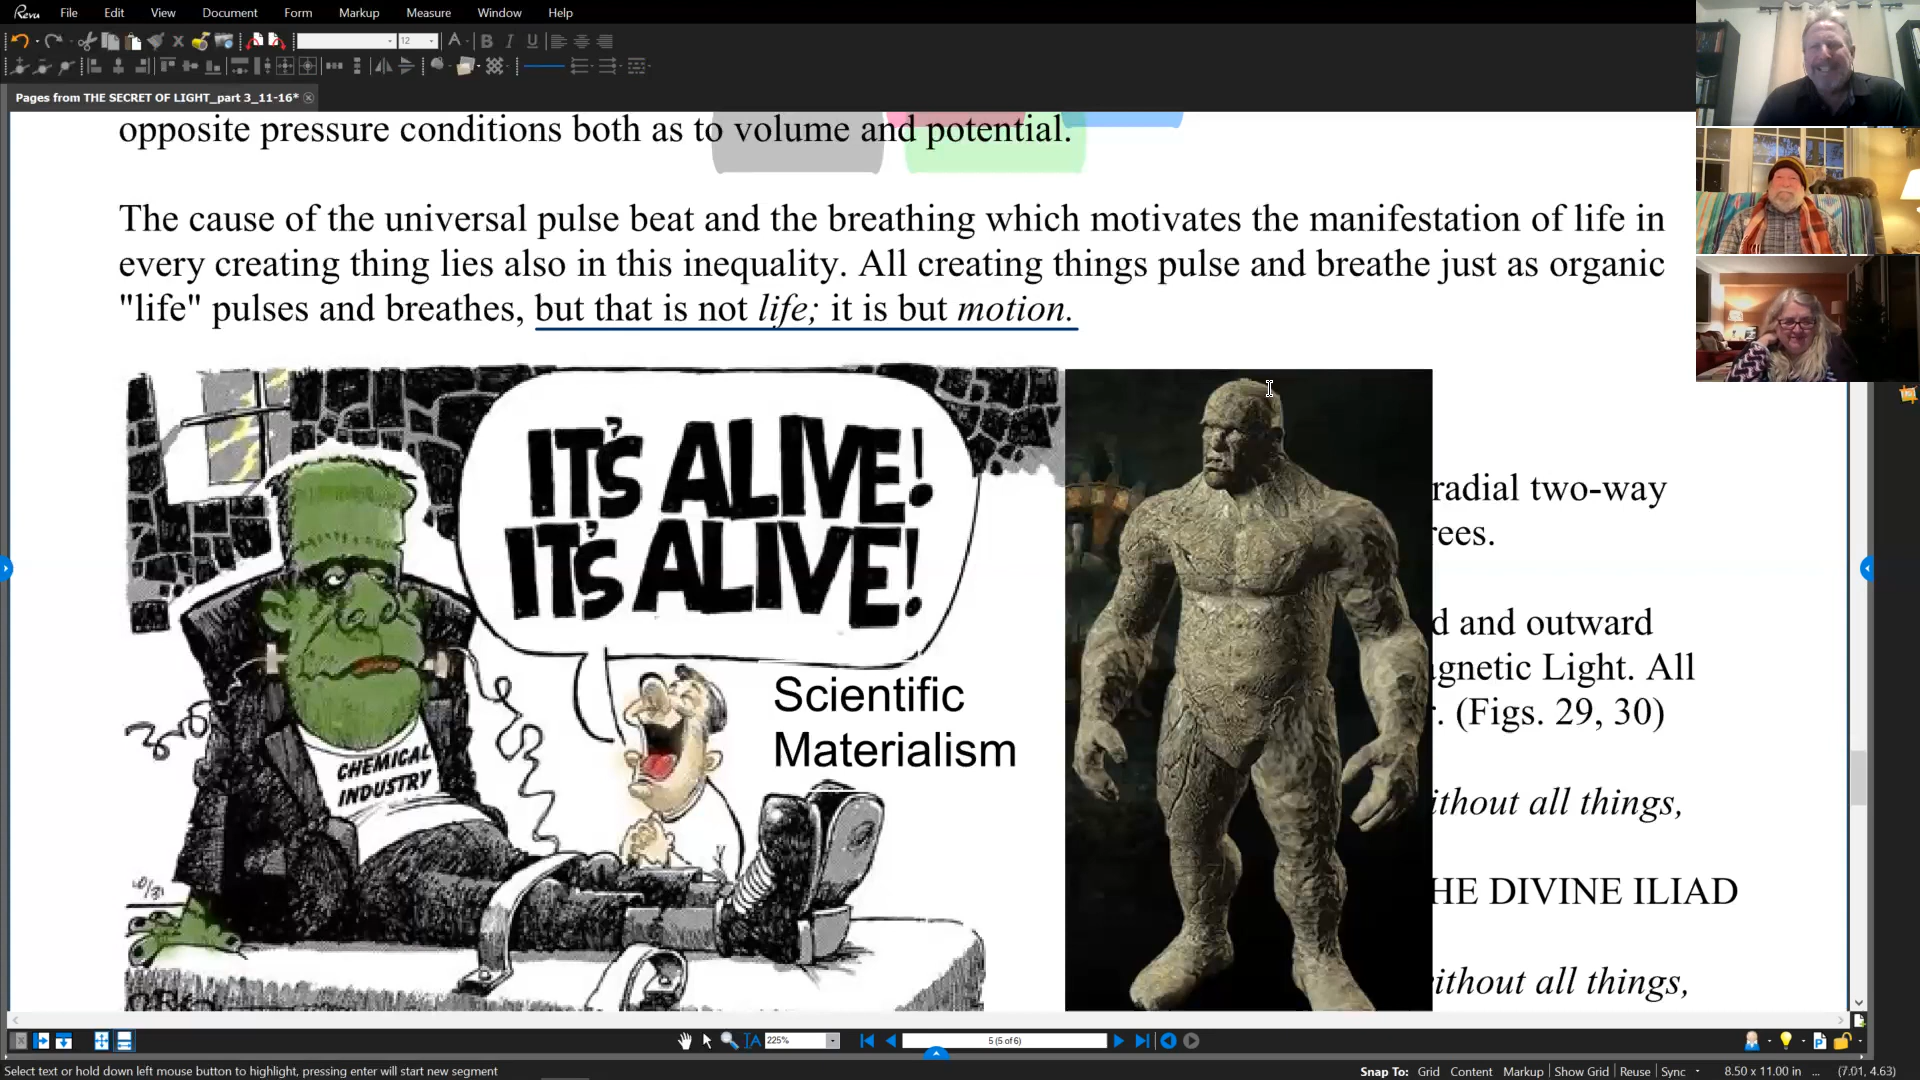 Revu File Edit View Document Form Markup Measure Window Help
12
Pages from THE SECRET OF LIGHT_part 3_11-16*
opposite pressure conditions both as to volume and potential.
The cause of the universal pulse beat and the breathing which motivates the manifestation of life in
every creating thing lies also in this inequality. All creating things pulse and breathe just as organic
"life" pulses and breathes, but that is not life; it is but motion.
IT'S ALIVE!
IT'S ALIVE!
radial two-way
rees.
d and outward
Scientific
agnetic Light. All
Materialism
r. (Figs. 29, 30)
CHEMICAL
INDUSTRY
ithout all things,
10/31
HE DIVINE ILIAD
ithout all things,
225%
5 (5 of 6)
Select text or hold down left mouse button to highlight, pressing enter will start new segment
Snap To: Grid Content Markup Show Grid Reuse Sync 8.50 x 11.00 in ... (7.01, 4.63)